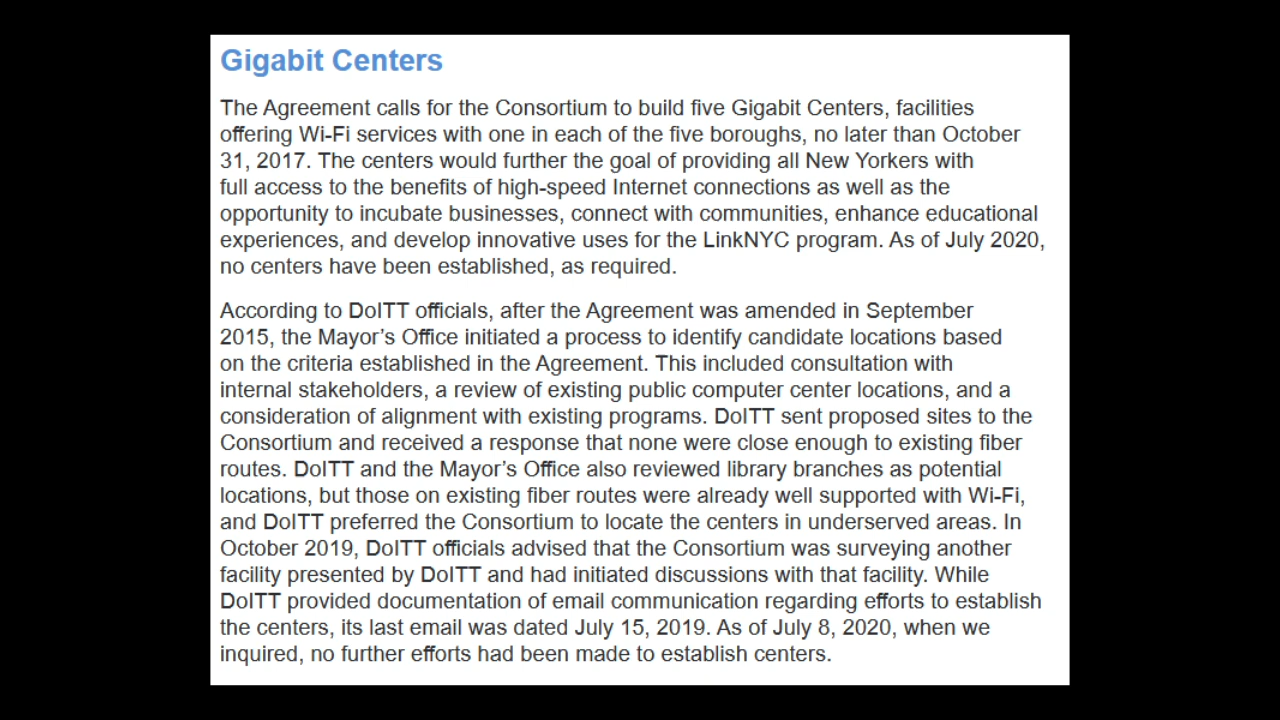 Gigabit Centers
The Agreement calls for the Consortium to build five Gigabit Centers, facilities
offering Wi-Fi services with one in each of the five boroughs, no later than October
31, 2017. The centers would further the goal of providing all New Yorkers with
full access to the benefits of high-speed Internet connections as well as the
opportunity to incubate businesses, connect with communities, enhance educational
experiences, and develop innovative uses for the LinkNYC program. As of July 2020,
no centers have been established, as required.
According to DoITT officials, after the Agreement was amended in September
2015, the Mayor’s Office initiated a process to identify candidate locations based
on the criteria established in the Agreement. This included consultation with
internal stakeholders, a review of existing public computer center locations, and a
consideration of alignment with existing programs. DoITT sent proposed sites to the
Consortium and received a response that none were close enough to existing fiber
routes. DoITT and the Mayor’s Office also reviewed library branches as potential
locations, but those on existing fiber routes were already well supported with Wi-Fi,
and DoITT preferred the Consortium to locate the centers in underserved areas. In
October 2019, DoITT officials advised that the Consortium was surveying another
facility presented by DoITT and had initiated discussions with that facility. While
DoITT provided documentation of email communication regarding efforts to establish
the centers, its last email was dated July 15, 2019. As of July 8, 2020, when we
inquired, no further efforts had been made to establish centers.